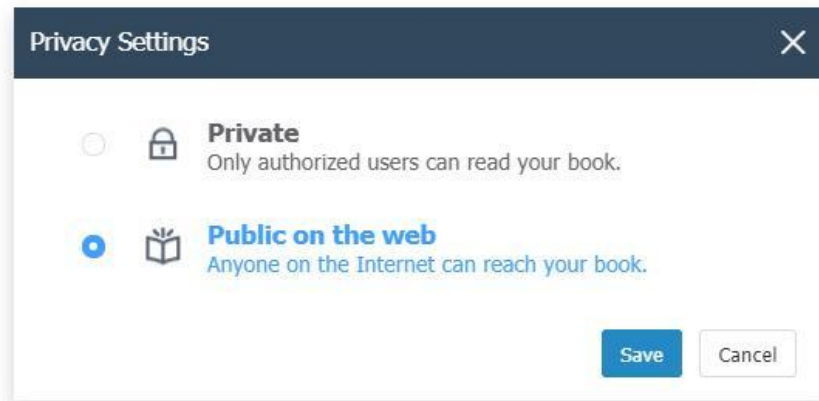 Privacy Settings
Private
Only authorized users can read your book.
Public on the web
Anyone on the Internet can reach your book.
Save Cancel